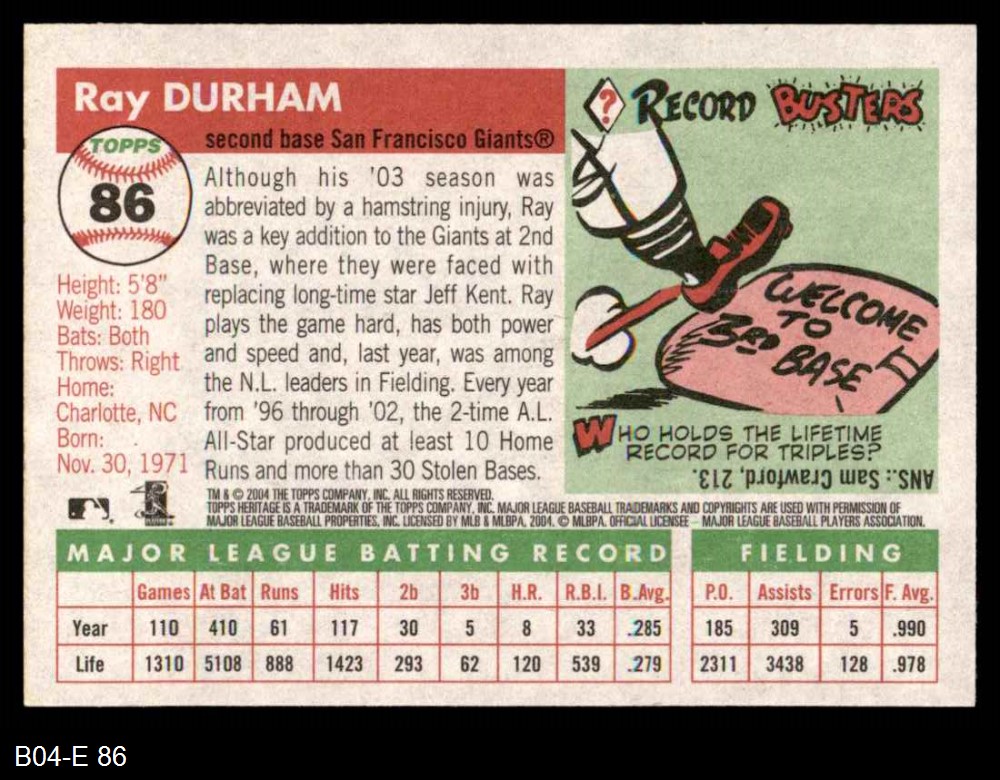 Ray DURHAM
second base San Francisco Giants®
TOPPS
86
Height: 5'8"
Weight: 180
Bats: Both
Throws: Right
Home:
Charlotte, NC
Born:
Nov. 30, 1971
Although his '03 season was
abbreviated by a hamstring injury, Ray
was a key addition to the Giants at 2nd
Base, where they were faced with
replacing long-time star Jeff Kent. Ray
plays the game hard, has both power
and speed and, last year, was among
the N.L. leaders in Fielding. Every year
from '96 through '02, the 2-time A.L.
All-Star produced at least 10 Home
Runs and more than 30 Stolen Bases.
? RECORD BUSTERS
WELCOME
TO
3RD BASE
WHO HOLDS THE LIFETIME
RECORD FOR TRIPLES?
ANS.: Sam Crawford, 213.
TM & © 2004 THE TOPPS COMPANY, INC. ALL RIGHTS RESERVED.
TOPPS HERITAGE IS A TRADEMARK OF THE TOPPS COMPANY, INC. MAJOR LEAGUE BASEBALL TRADEMARKS AND COPYRIGHTS ARE USED WITH PERMISSION OF
MAJOR LEAGUE BASEBALL PROPERTIES, INC. LICENSED BY MLB & MLBPA, 2004. © MLBPA. OFFICIAL LICENSEE – MAJOR LEAGUE BASEBALL PLAYERS ASSOCIATION.
MAJOR LEAGUE BATTING RECORD FIELDING
Games At Bat Runs Hits 2b 3b H.R. R.B.I. B.Avg. P.O. Assists Errors F. Avg.
Year 110 410 61 117 30 5 8 33 .285 185 309 5 .990
Life 1310 5108 888 1423 293 62 120 539 .279 2311 3438 128 .978
B04-E 86